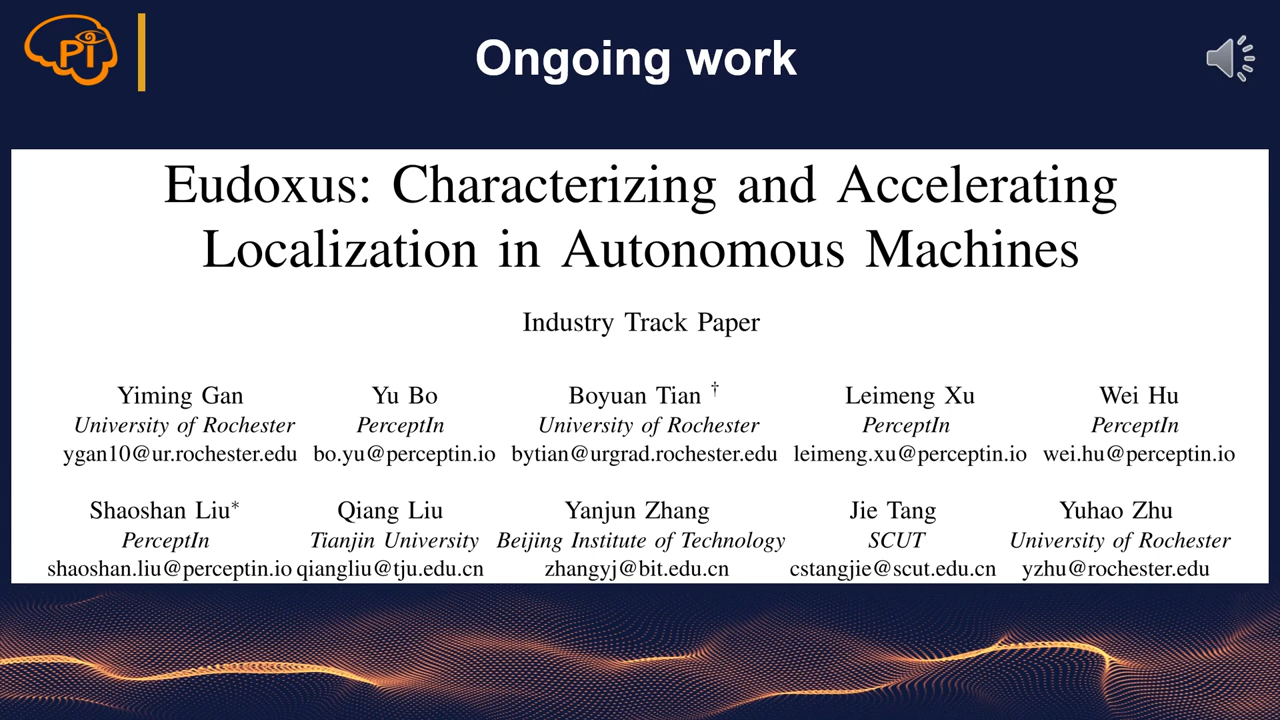 Pi
Ongoing work
Eudoxus: Characterizing and Accelerating
Localization in Autonomous Machines
Industry Track Paper
Yiming Gan Yu Bo Boyuan Tian † Leimeng Xu Wei Hu
University of Rochester PerceptIn University of Rochester PerceptIn PerceptIn
ygan10@ur.rochester.edu bo.yu@perceptin.io bytian@urgrad.rochester.edu leimeng.xu@perceptin.io wei.hu@perceptin.io
Shaoshan Liu* Qiang Liu Yanjun Zhang Jie Tang Yuhao Zhu
PerceptIn Tianjin University Beijing Institute of Technology SCUT University of Rochester
shaoshan.liu@perceptin.io qiangliu@tju.edu.cn zhangyj@bit.edu.cn cstangjie@scut.edu.cn yzhu@rochester.edu